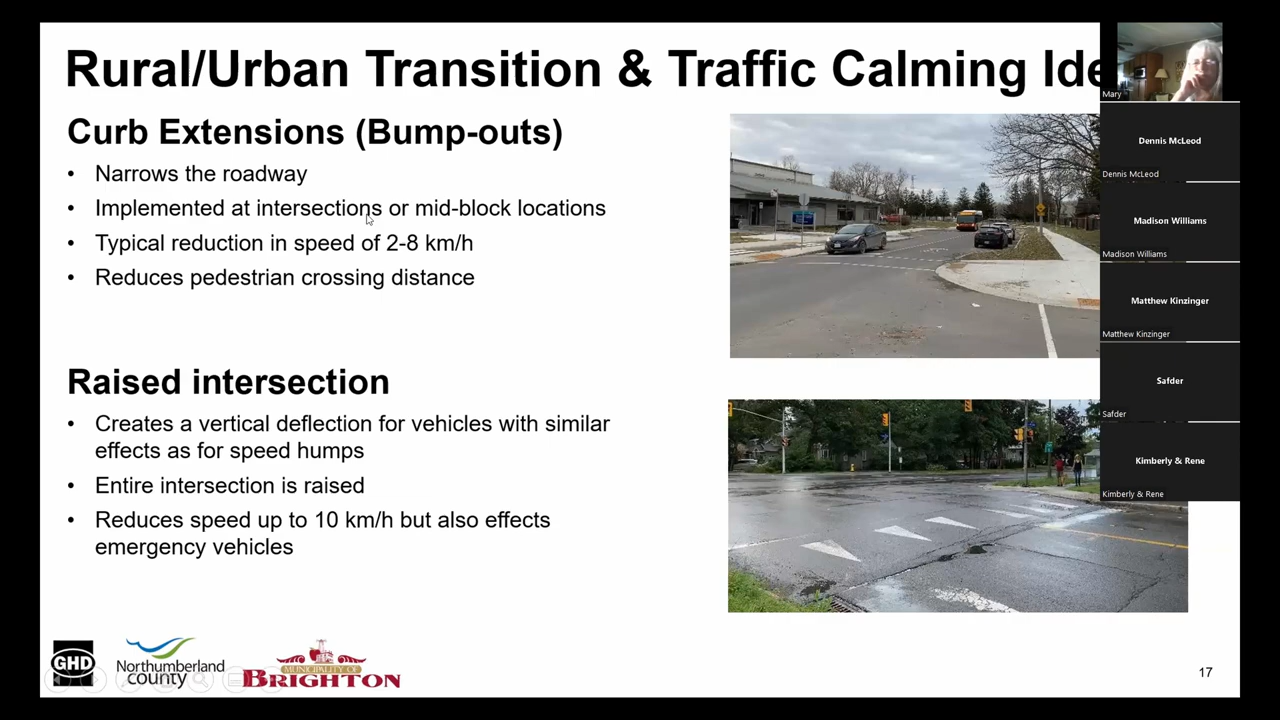 Rural/Urban Transition & Traffic Calming Ide
Curb Extensions (Bump-outs)
• Narrows the roadway
• Implemented at intersections or mid-block locations
• Typical reduction in speed of 2-8 km/h
• Reduces pedestrian crossing distance
Raised intersection
• Creates a vertical deflection for vehicles with similar
effects as for speed humps
• Entire intersection is raised
• Reduces speed up to 10 km/h but also effects
emergency vehicles
GHD
Northumberland
county
MUNICIPALITY OF
BRIGHTON
17
Mary
Dennis McLeod
Dennis McLeod
Madison Williams
Madison Williams
Matthew Kinzinger
Matthew Kinzinger
Safder
Safder
Kimberly & Rene
Kimberly & Rene